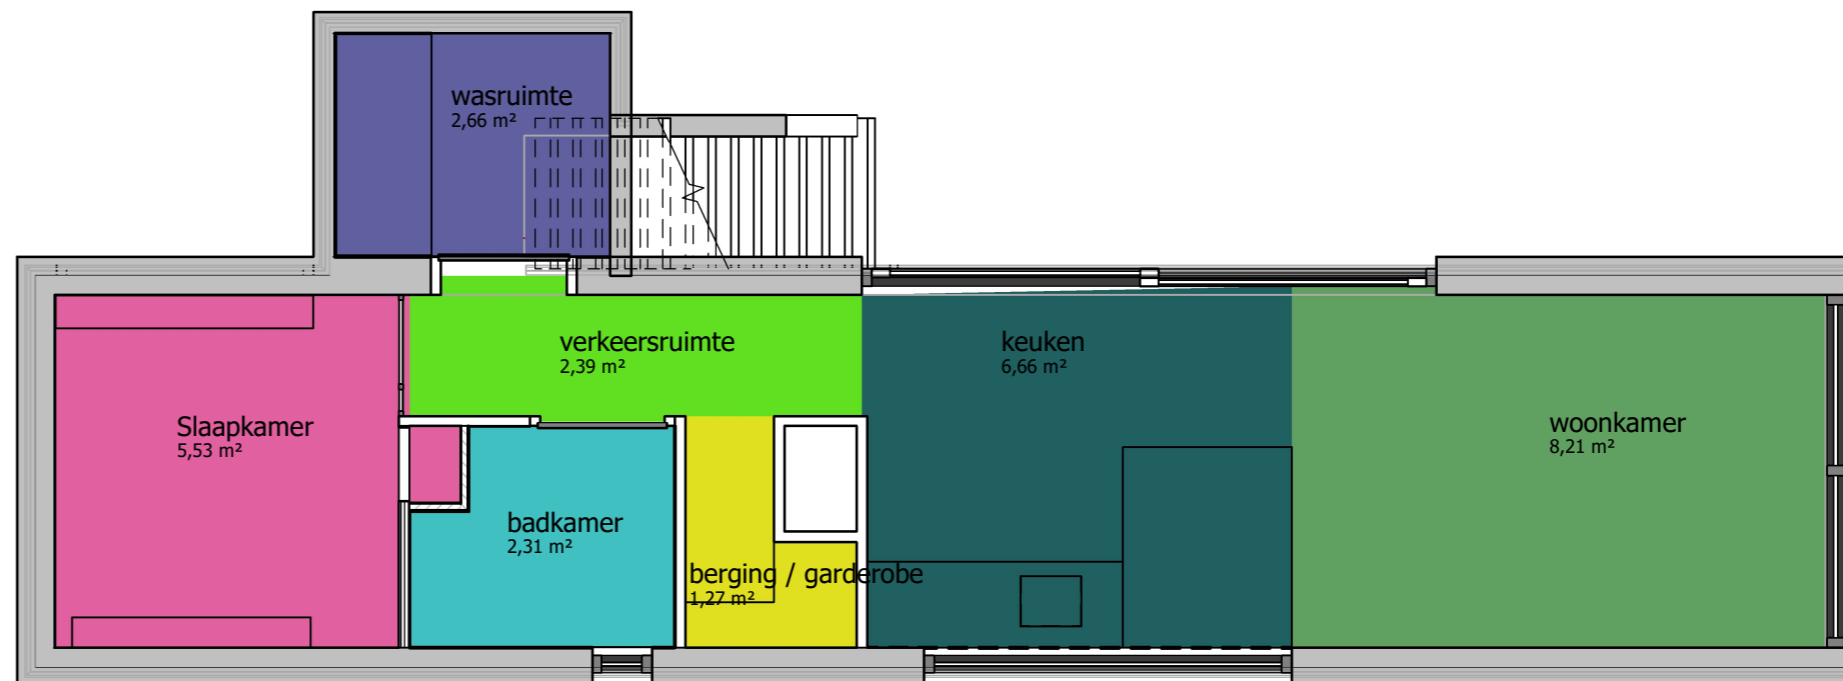 wasruimte
2,66 m²
verkeersruimte
2,39 m²
keuken
6,66 m²
Slaapkamer
5,53 m²
woonkamer
8,21 m²
badkamer
2,31 m²
berging / garderobe
1,27 m²